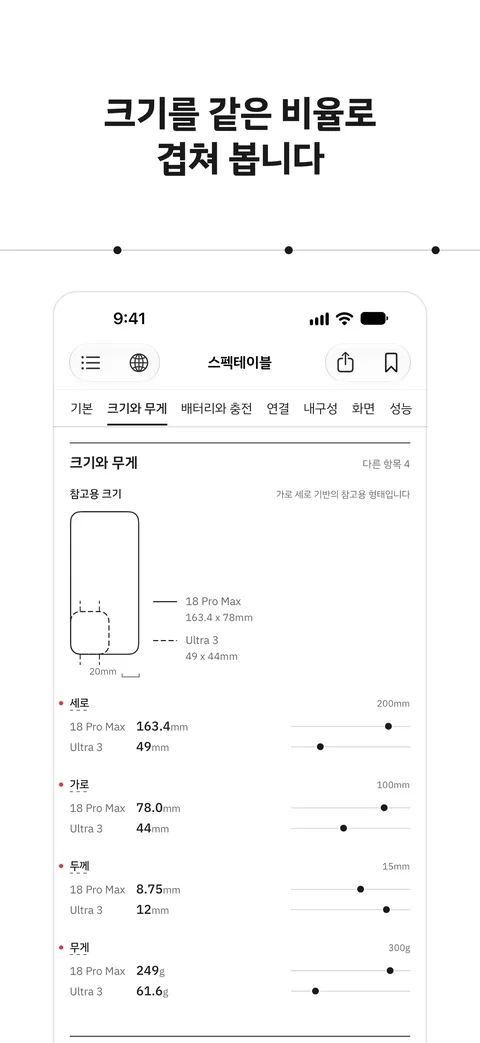 크기를 같은 비율로
겹쳐 봅니다
9:41
스펙테이블
기본 크기와 무게 배터리와 충전 연결 내구성 화면 성능
크기와 무게 다른 항목 4
참고용 크기 가로 세로 기반의 참고용 형태입니다
18 Pro Max
163.4 x 78mm
Ultra 3
49 x 44mm
20mm
세로 200mm
18 Pro Max 163.4mm
Ultra 3 49mm
가로 100mm
18 Pro Max 78.0mm
Ultra 3 44mm
두께 15mm
18 Pro Max 8.75mm
Ultra 3 12mm
무게 300g
18 Pro Max 249g
Ultra 3 61.6g